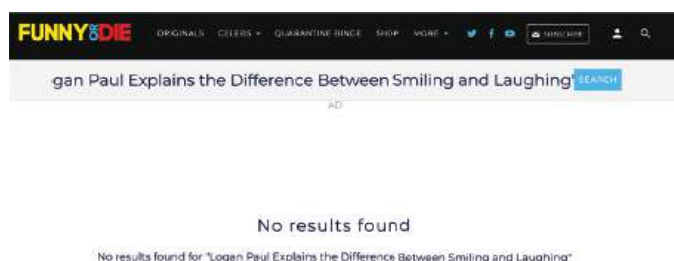 FUNNY OR DIE ORIGINALS CELEBS QUARANTINE BINGE SHOP MORE SUBSCRIBE
gan Paul Explains the Difference Between Smiling and Laughing" SEARCH
AD
No results found
No results found for "Logan Paul Explains the Difference Between Smiling and Laughing"